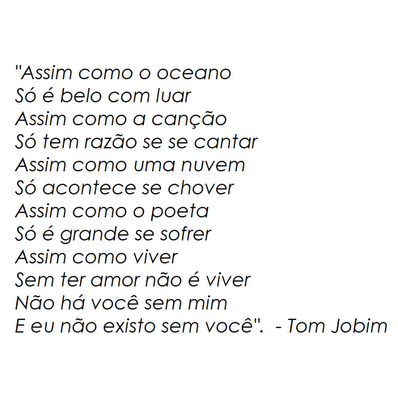 "Assim como o oceano
Só é belo com luar
Assim como a canção
Só tem razão se se cantar
Assim como uma nuvem
Só acontece se chover
Assim como o poeta
Só é grande se sofrer
Assim como viver
Sem ter amor não é viver
Não há você sem mim
E eu não existo sem você".  - Tom Jobim